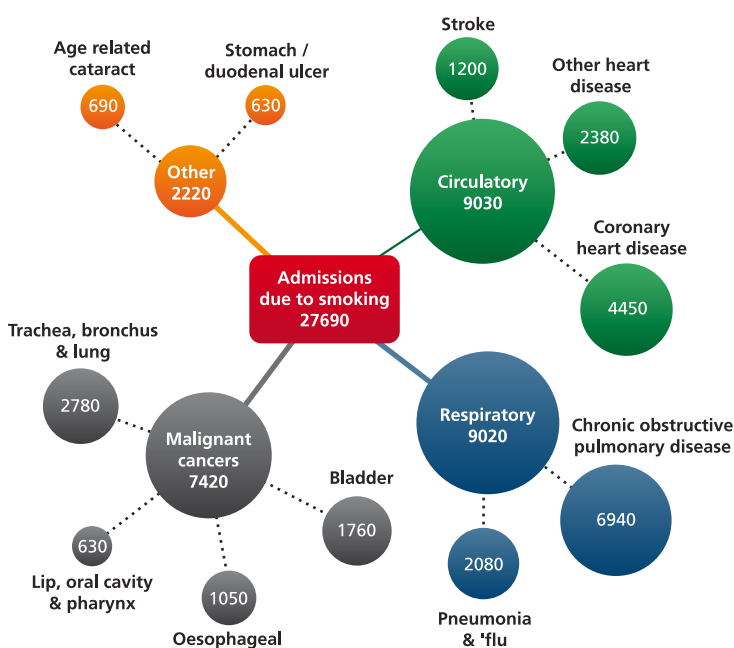 Stroke
1200
Age related
cataract
690
Stomach /
duodenal ulcer
630
Other heart
disease
2380
Other
2220
Circulatory
9030
Coronary
heart disease
4450
Admissions
due to smoking
27690
Trachea, bronchus
& lung
2780
Malignant
cancers
7420
Respiratory
9020
Chronic obstructive
pulmonary disease
6940
Bladder
1760
630
Lip, oral cavity
& pharynx
1050
Oesophageal
2080
Pneumonia
& 'flu